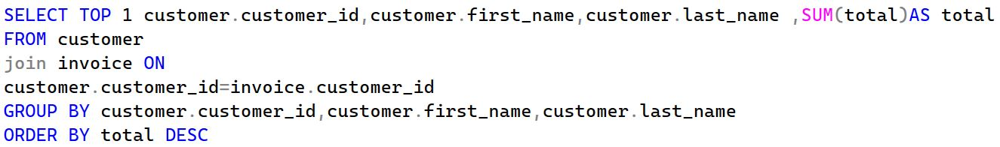 SELECT TOP 1 customer.customer_id,customer.first_name,customer.last_name ,SUM(total)AS total
FROM customer
join invoice ON
customer.customer_id=invoice.customer_id
GROUP BY customer.customer_id,customer.first_name,customer.last_name
ORDER BY total DESC